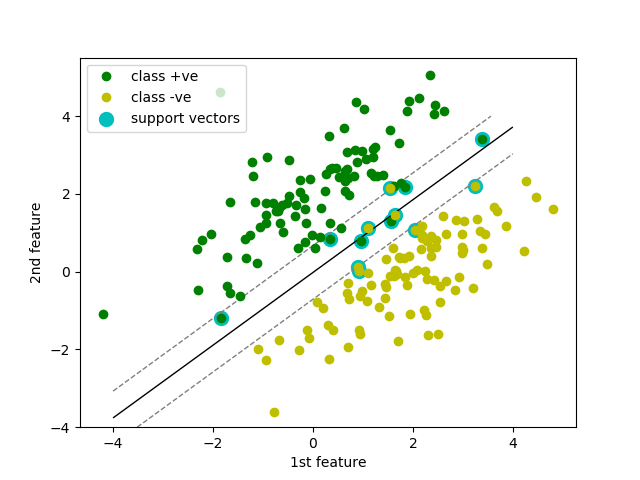 class +ve
class -ve
support vectors
4
2
0
−2
−4
2nd feature
−4
−2
0
2
4
1st feature